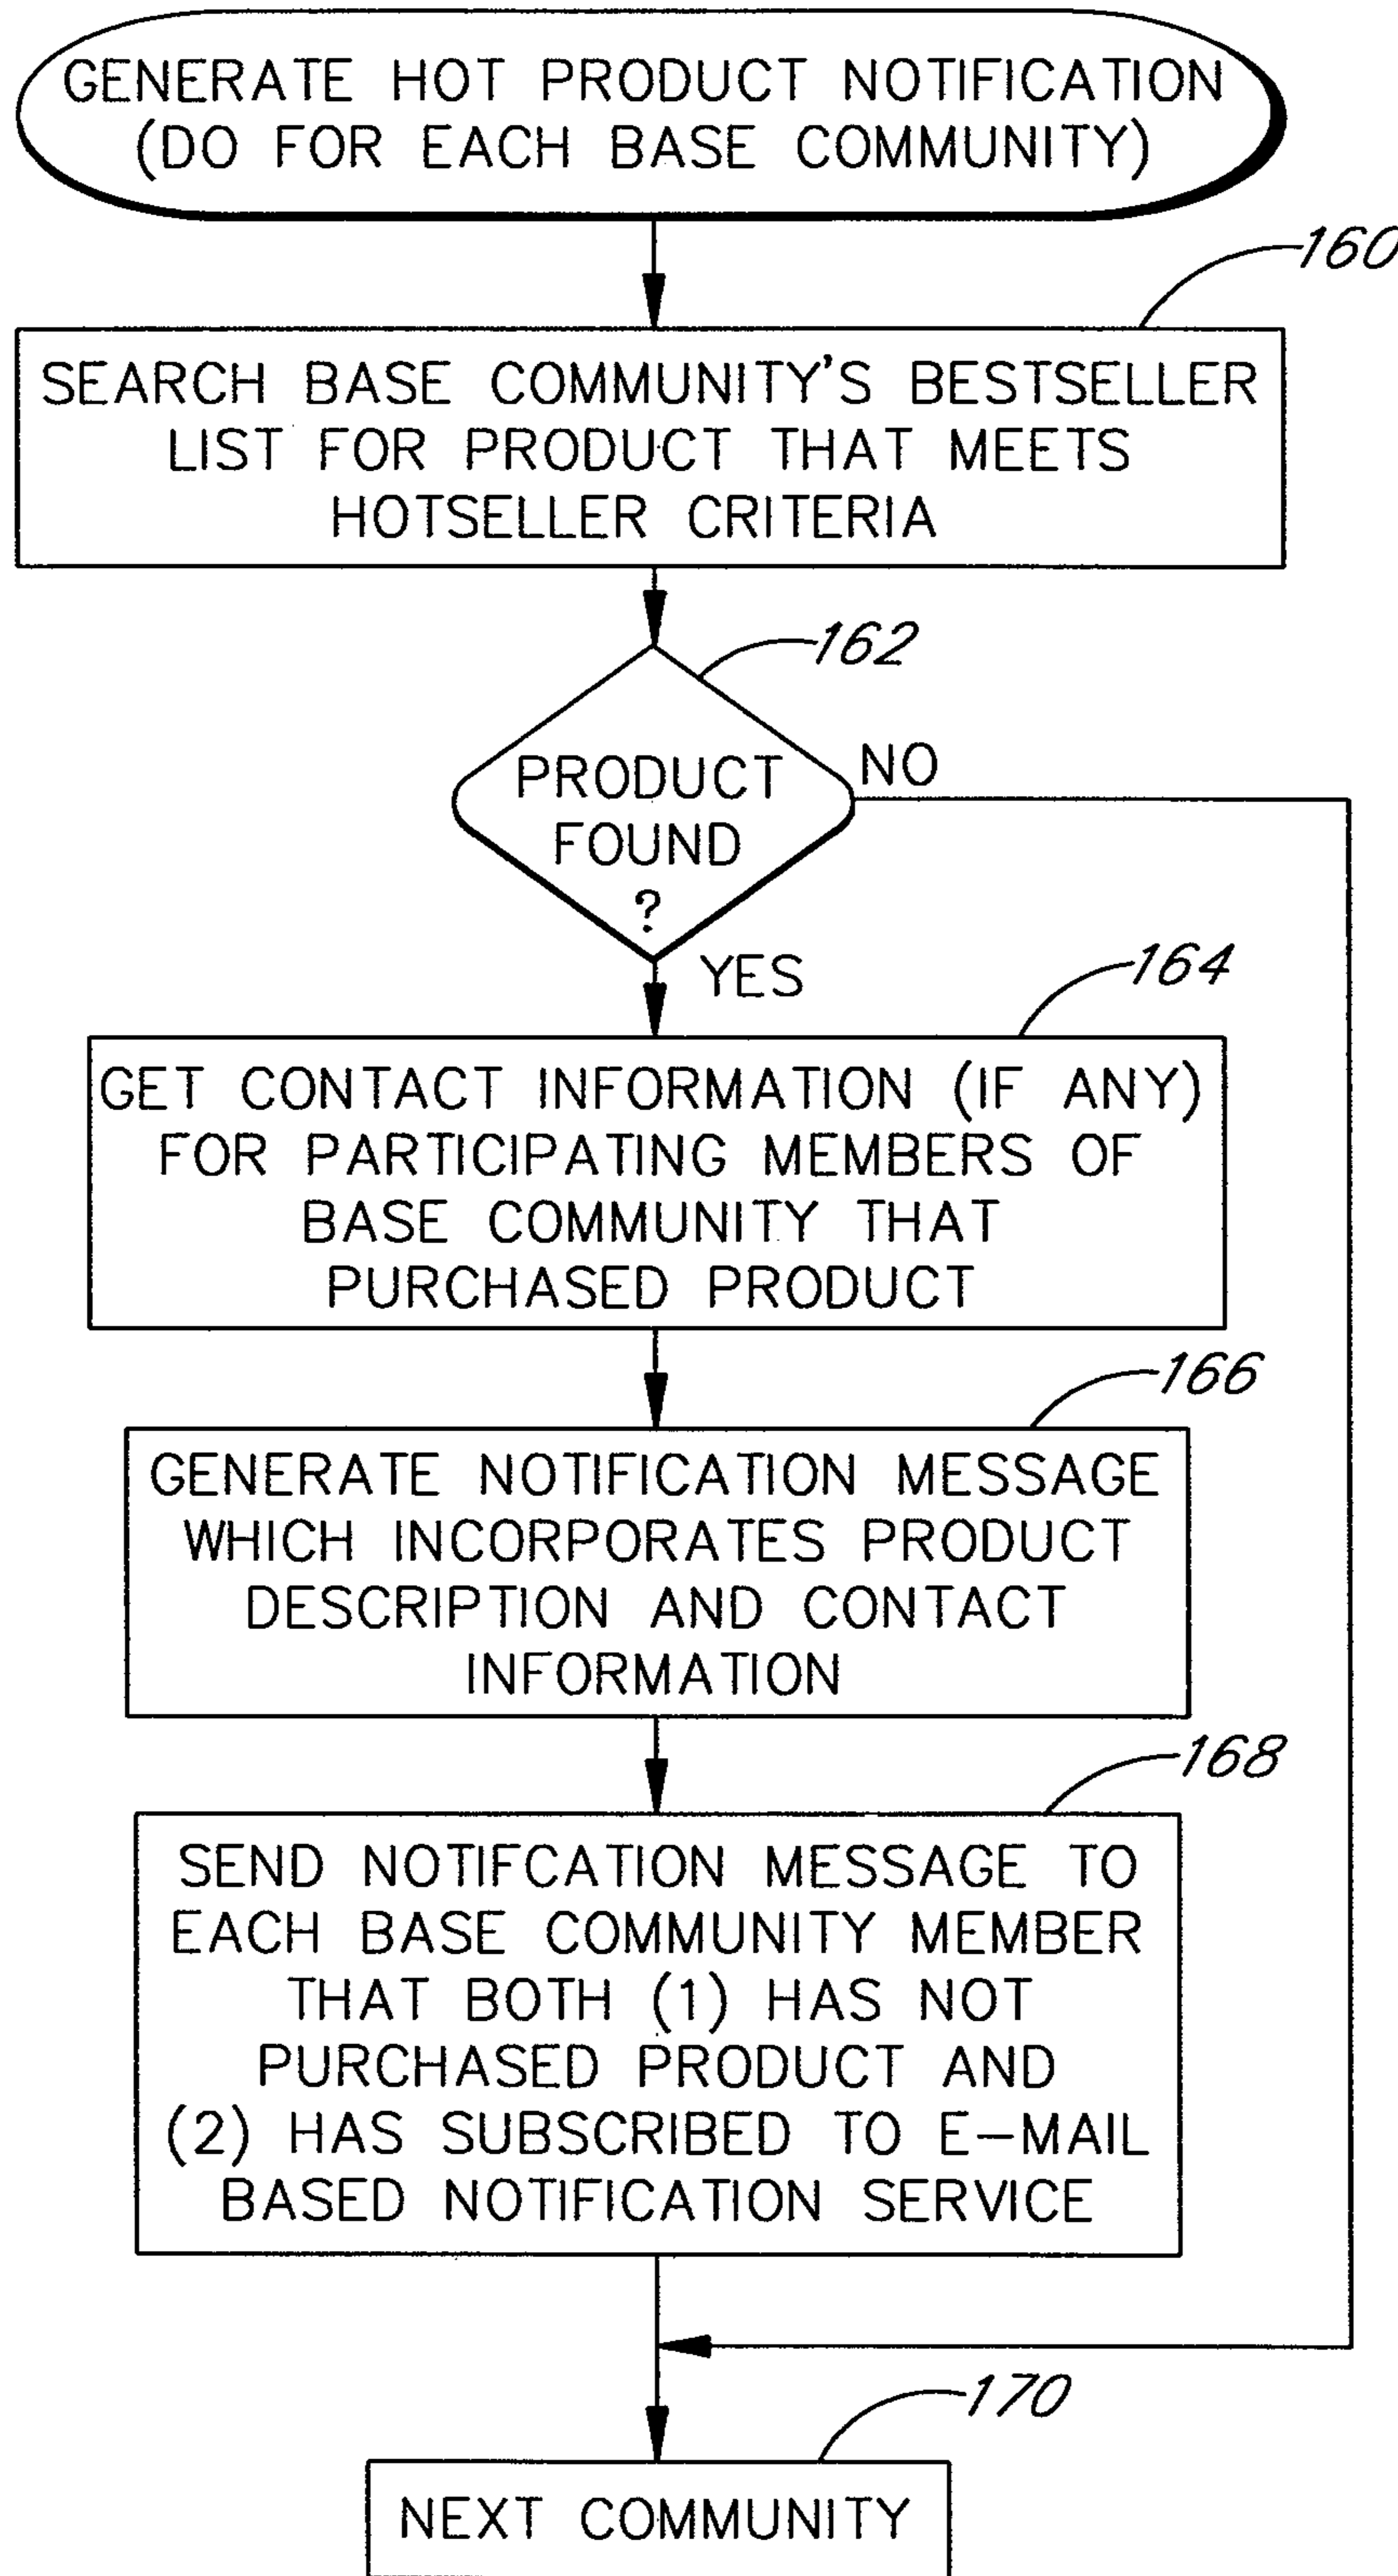 GENERATE HOT PRODUCT NOTIFICATION
(DO FOR EACH BASE COMMUNITY)
160
SEARCH BASE COMMUNITY'S BESTSELLER
LIST FOR PRODUCT THAT MEETS
HOTSELLER CRITERIA
162
PRODUCT
FOUND
?
NO
YES
164
GET CONTACT INFORMATION (IF ANY)
FOR PARTICIPATING MEMBERS OF
BASE COMMUNITY THAT
PURCHASED PRODUCT
166
GENERATE NOTIFICATION MESSAGE
WHICH INCORPORATES PRODUCT
DESCRIPTION AND CONTACT
INFORMATION
168
SEND NOTIFCATION MESSAGE TO
EACH BASE COMMUNITY MEMBER
THAT BOTH (1) HAS NOT
PURCHASED PRODUCT AND
(2) HAS SUBSCRIBED TO E-MAIL
BASED NOTIFICATION SERVICE
170
NEXT COMMUNITY